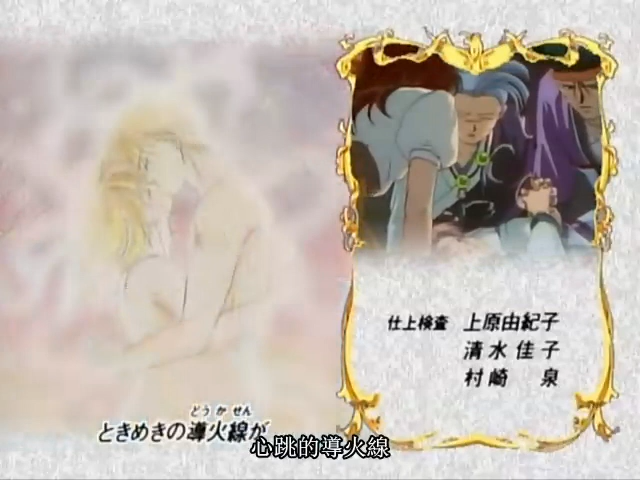 仕上検査 上原由紀子
清水佳子
村崎 泉
どうかせん
ときめきの導火線が
心跳的導火線